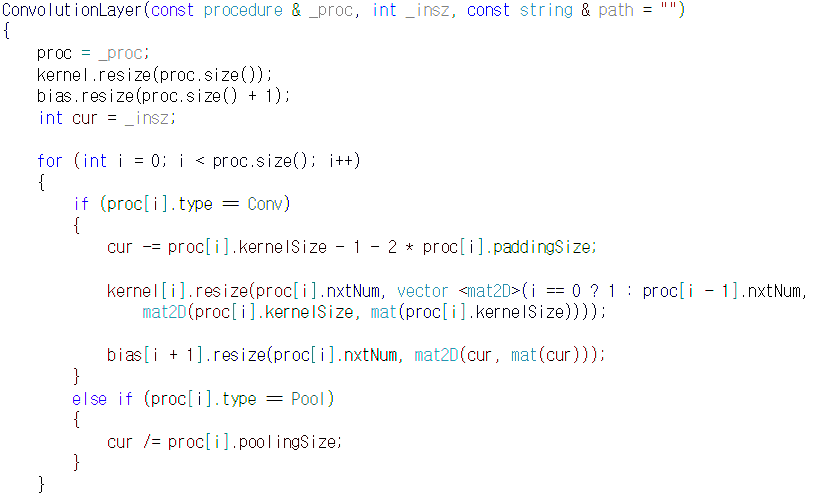 ConvolutionLayer(const procedure & _proc, int _insz, const string & path = "")
{
    proc = _proc;
    kernel.resize(proc.size());
    bias.resize(proc.size() + 1);
    int cur = _insz;

    for (int i = 0; i < proc.size(); i++)
    {
        if (proc[i].type == Conv)
        {
            cur -= proc[i].kernelSize - 1 - 2 * proc[i].paddingSize;

            kernel[i].resize(proc[i].nxtNum, vector <mat2D>(i == 0 ? 1 : proc[i - 1].nxtNum,
                mat2D(proc[i].kernelSize, mat(proc[i].kernelSize))));

            bias[i + 1].resize(proc[i].nxtNum, mat2D(cur, mat(cur)));
        }
        else if (proc[i].type == Pool)
        {
            cur /= proc[i].poolingSize;
        }
    }